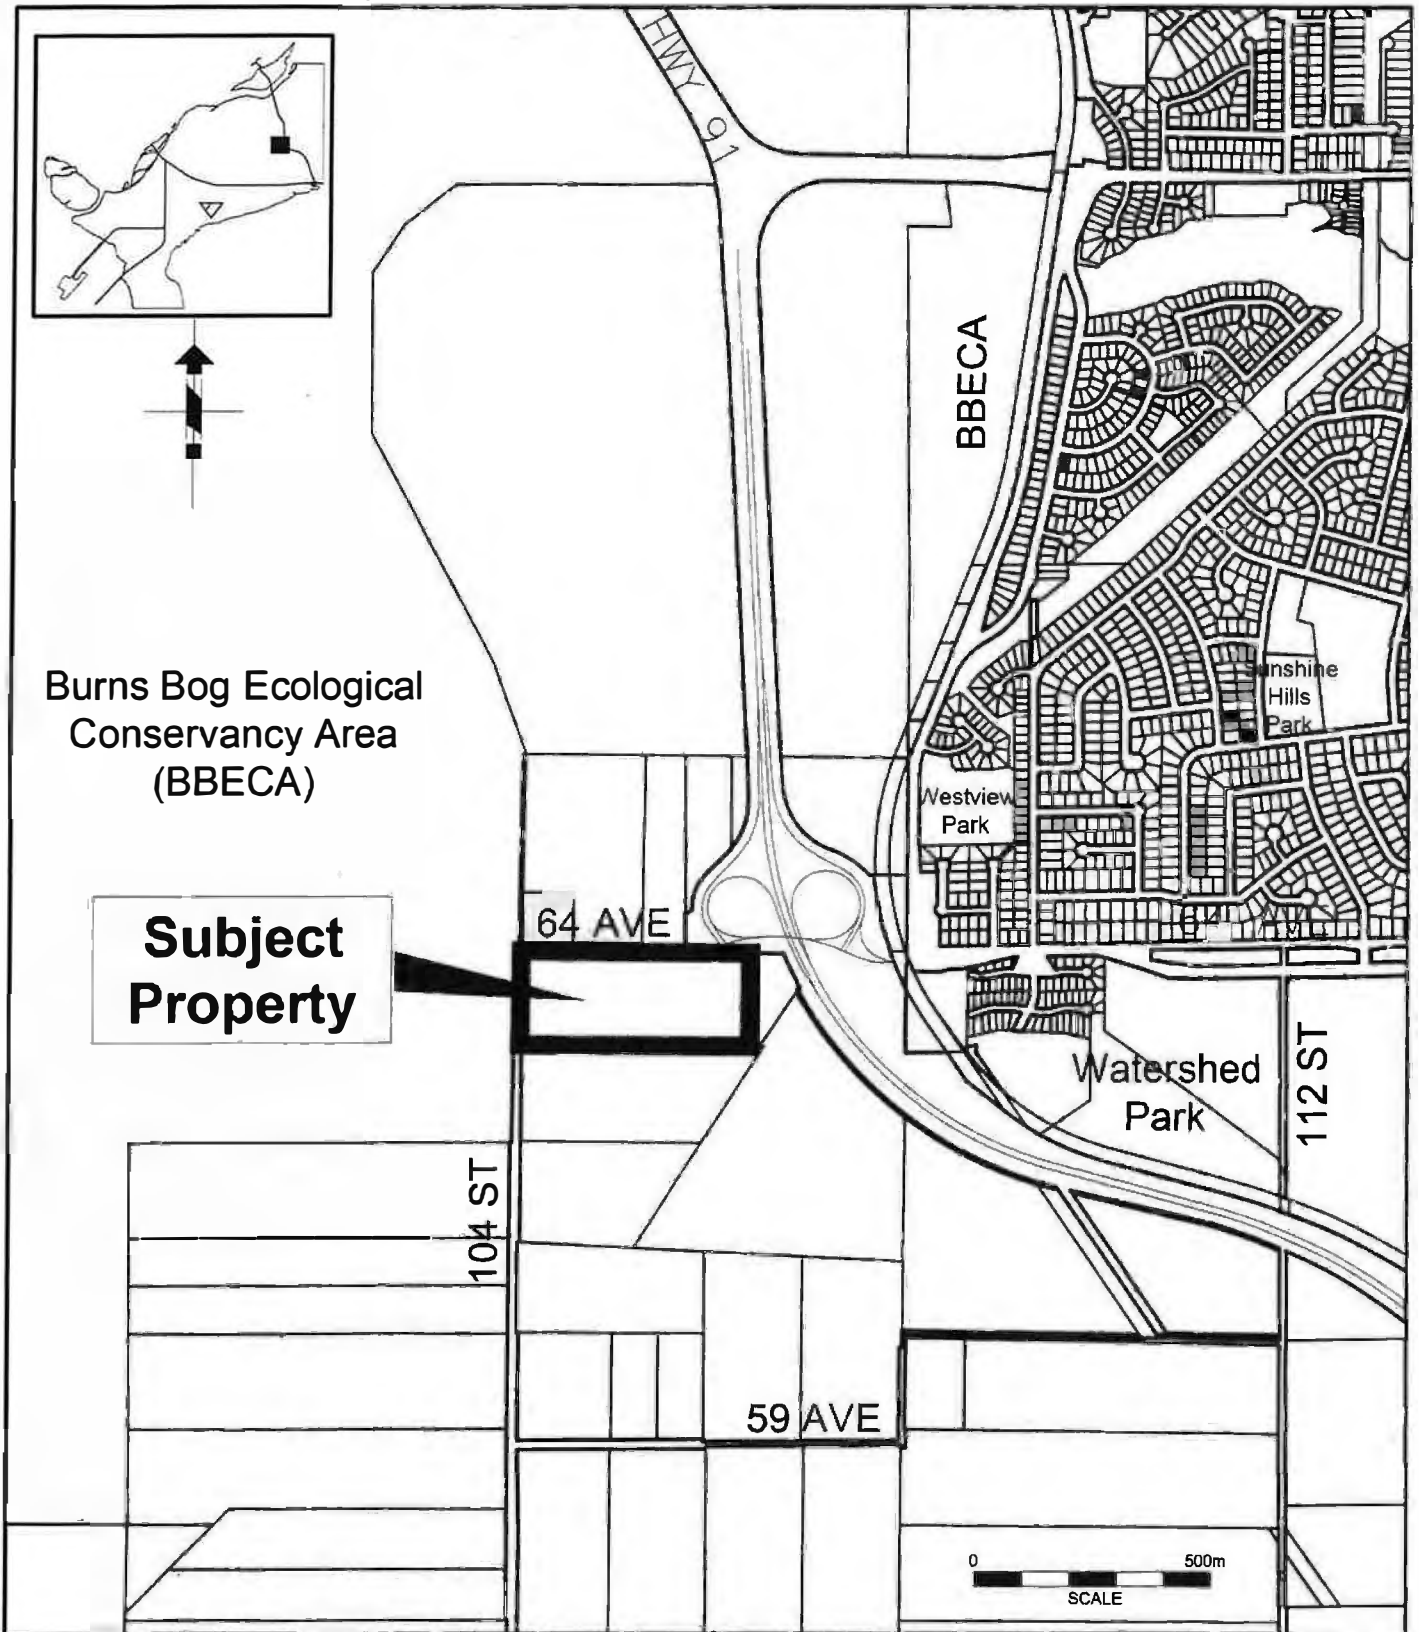 HWY 91
BBECA
Burns Bog Ecological
Conservancy Area
(BBECA)
Sunshine
Hills
Park
Westview
Park
64 AVE
Subject
Property
Watershed
Park
112 ST
104 ST
59 AVE
0 500m
SCALE